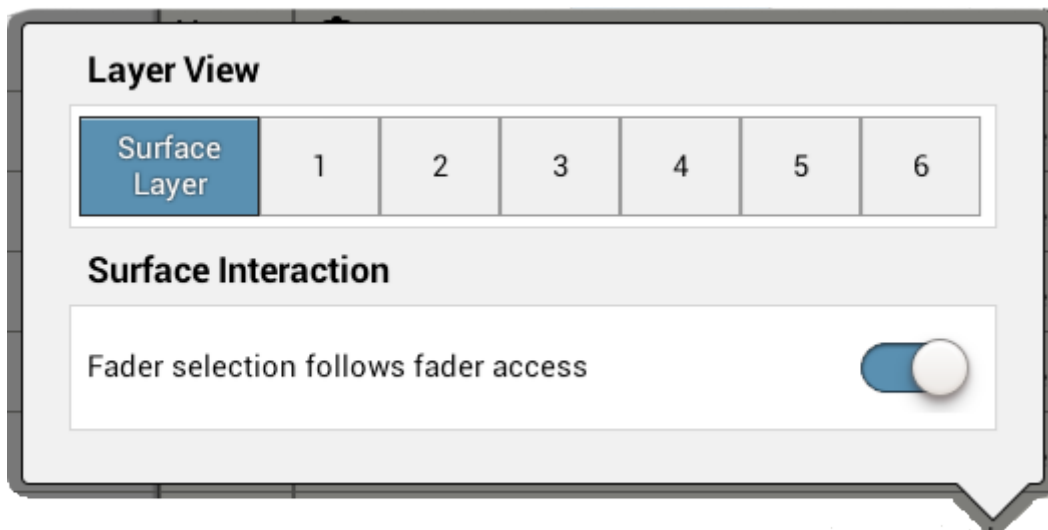 Layer View
Surface
Layer
1 2 3 4 5 6
Surface Interaction
Fader selection follows fader access